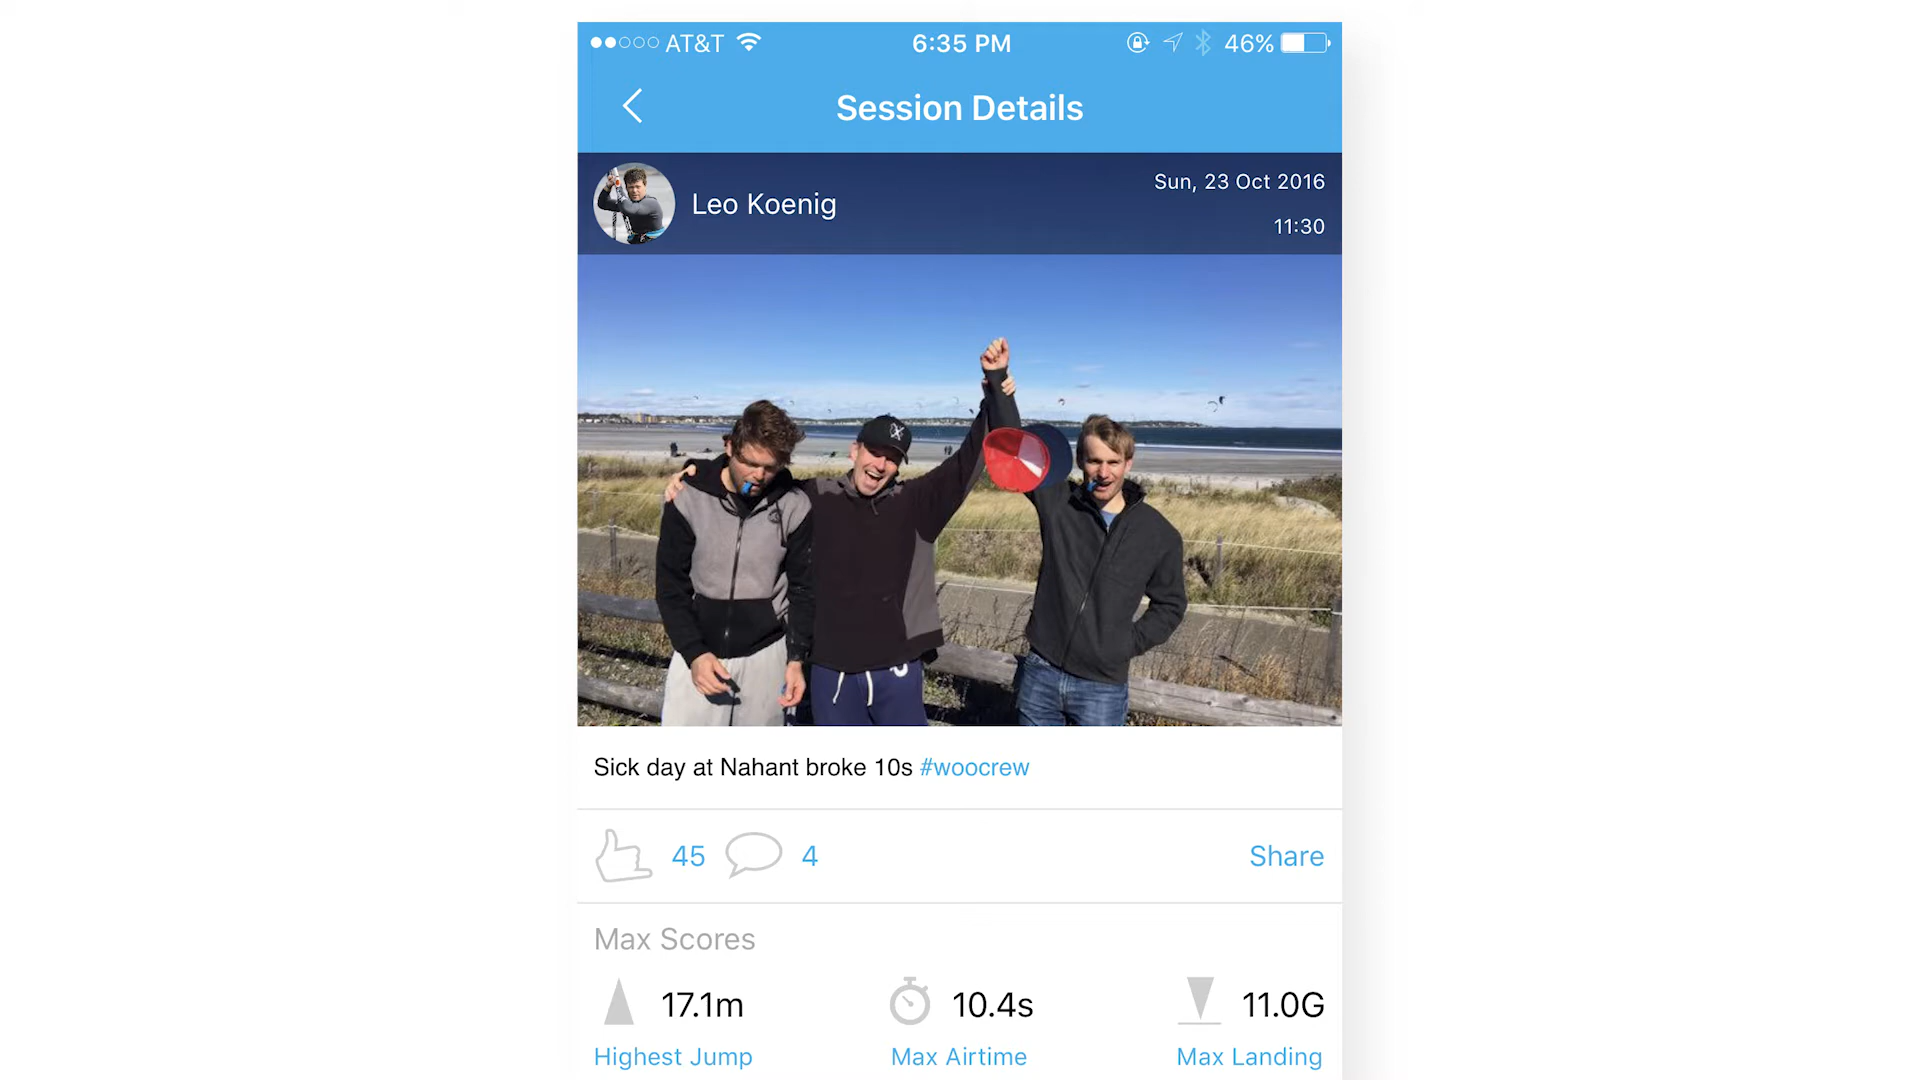 AT&T 6:35 PM 46%
Session Details
Leo Koenig
Sun, 23 Oct 2016
11:30
Sick day at Nahant broke 10s #woocrew
45 4 Share
Max Scores
17.1m 10.4s 11.0G
Highest Jump Max Airtime Max Landing